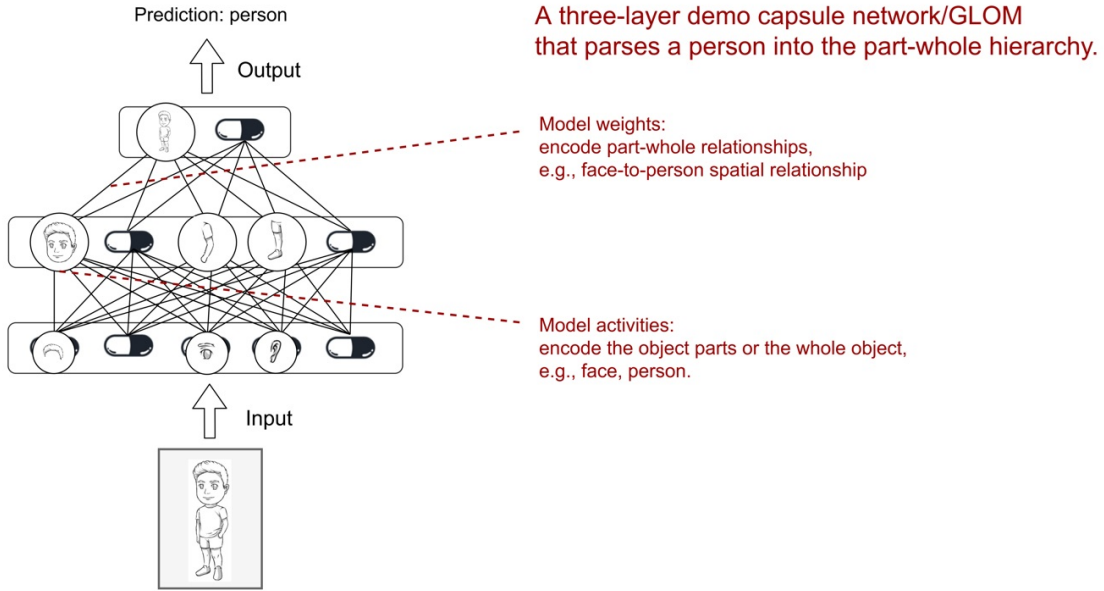 Prediction: person
A three-layer demo capsule network/GLOM
that parses a person into the part-whole hierarchy.
Output
Model weights:
encode part-whole relationships,
e.g., face-to-person spatial relationship
Model activities:
encode the object parts or the whole object,
e.g., face, person.
Input